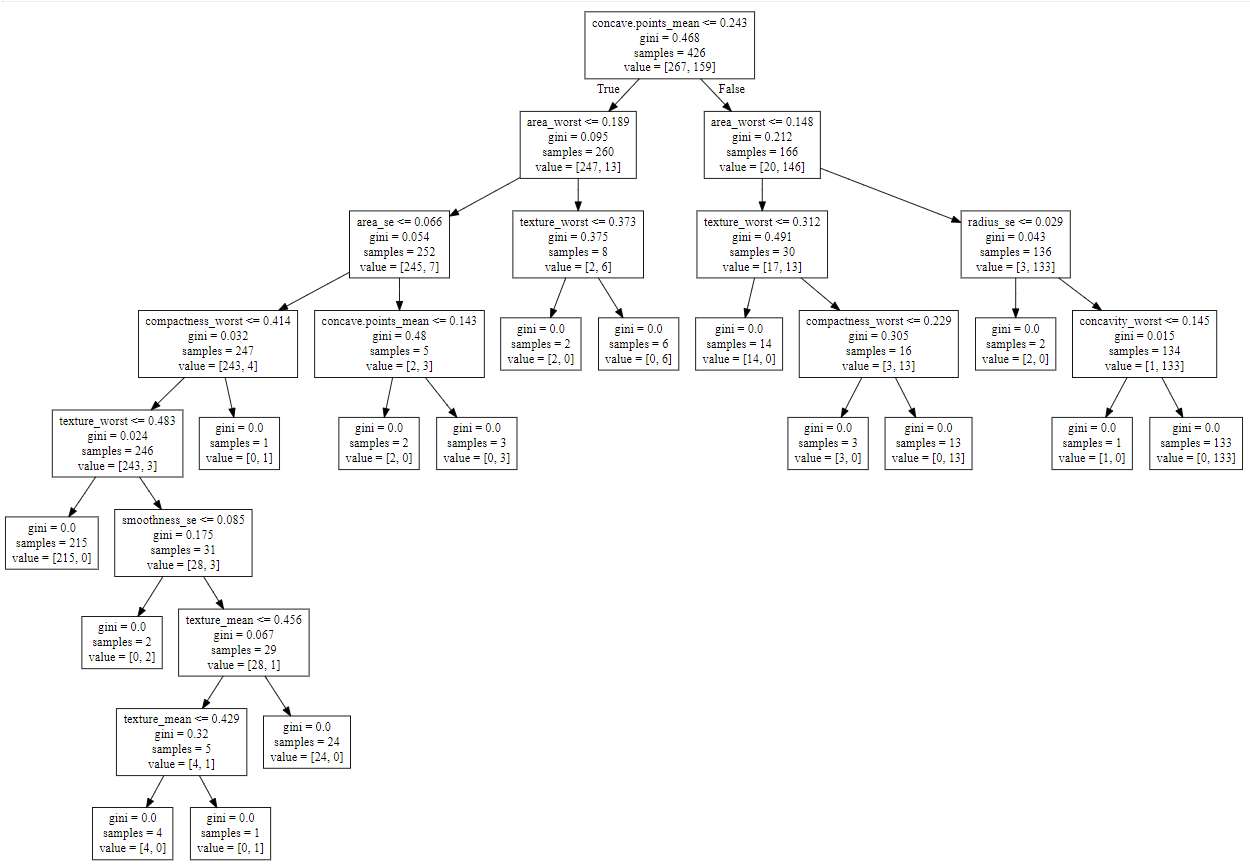 concave.points_mean <= 0.243
gini = 0.468
samples = 426
value = [267, 159]
True
False
area_worst <= 0.189
gini = 0.095
samples = 260
value = [247, 13]
area_worst <= 0.148
gini = 0.212
samples = 166
value = [20, 146]
area_se <= 0.066
gini = 0.054
samples = 252
value = [245, 7]
texture_worst <= 0.373
gini = 0.375
samples = 8
value = [2, 6]
texture_worst <= 0.312
gini = 0.491
samples = 30
value = [17, 13]
radius_se <= 0.029
gini = 0.043
samples = 136
value = [3, 133]
compactness_worst <= 0.414
gini = 0.032
samples = 247
value = [243, 4]
concave.points_mean <= 0.143
gini = 0.48
samples = 5
value = [2, 3]
gini = 0.0
samples = 2
value = [2, 0]
gini = 0.0
samples = 6
value = [0, 6]
gini = 0.0
samples = 14
value = [14, 0]
compactness_worst <= 0.229
gini = 0.305
samples = 16
value = [3, 13]
gini = 0.0
samples = 2
value = [2, 0]
concavity_worst <= 0.145
gini = 0.015
samples = 134
value = [1, 133]
texture_worst <= 0.483
gini = 0.024
samples = 246
value = [243, 3]
gini = 0.0
samples = 1
value = [0, 1]
gini = 0.0
samples = 2
value = [2, 0]
gini = 0.0
samples = 3
value = [0, 3]
gini = 0.0
samples = 3
value = [3, 0]
gini = 0.0
samples = 13
value = [0, 13]
gini = 0.0
samples = 1
value = [1, 0]
gini = 0.0
samples = 133
value = [0, 133]
gini = 0.0
samples = 215
value = [215, 0]
smoothness_se <= 0.085
gini = 0.175
samples = 31
value = [28, 3]
gini = 0.0
samples = 2
value = [0, 2]
texture_mean <= 0.456
gini = 0.067
samples = 29
value = [28, 1]
texture_mean <= 0.429
gini = 0.32
samples = 5
value = [4, 1]
gini = 0.0
samples = 24
value = [24, 0]
gini = 0.0
samples = 4
value = [4, 0]
gini = 0.0
samples = 1
value = [0, 1]